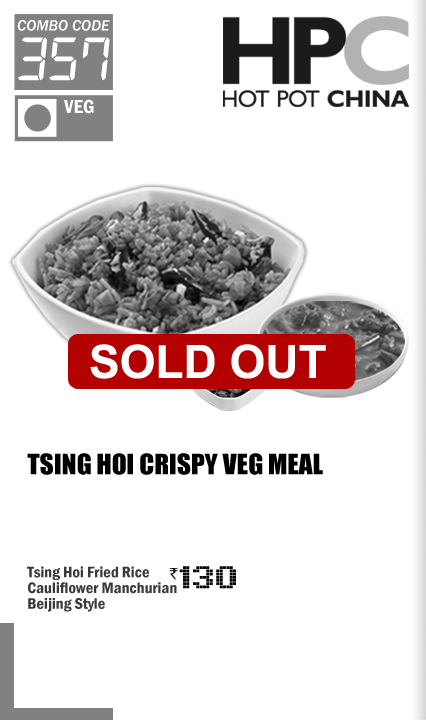 COMBO CODE
357
VEG
HPC
HOT POT CHINA
SOLD OUT
TSING HOI CRISPY VEG MEAL
Tsing Hoi Fried Rice
Cauliflower Manchurian
Beijing Style
₹130